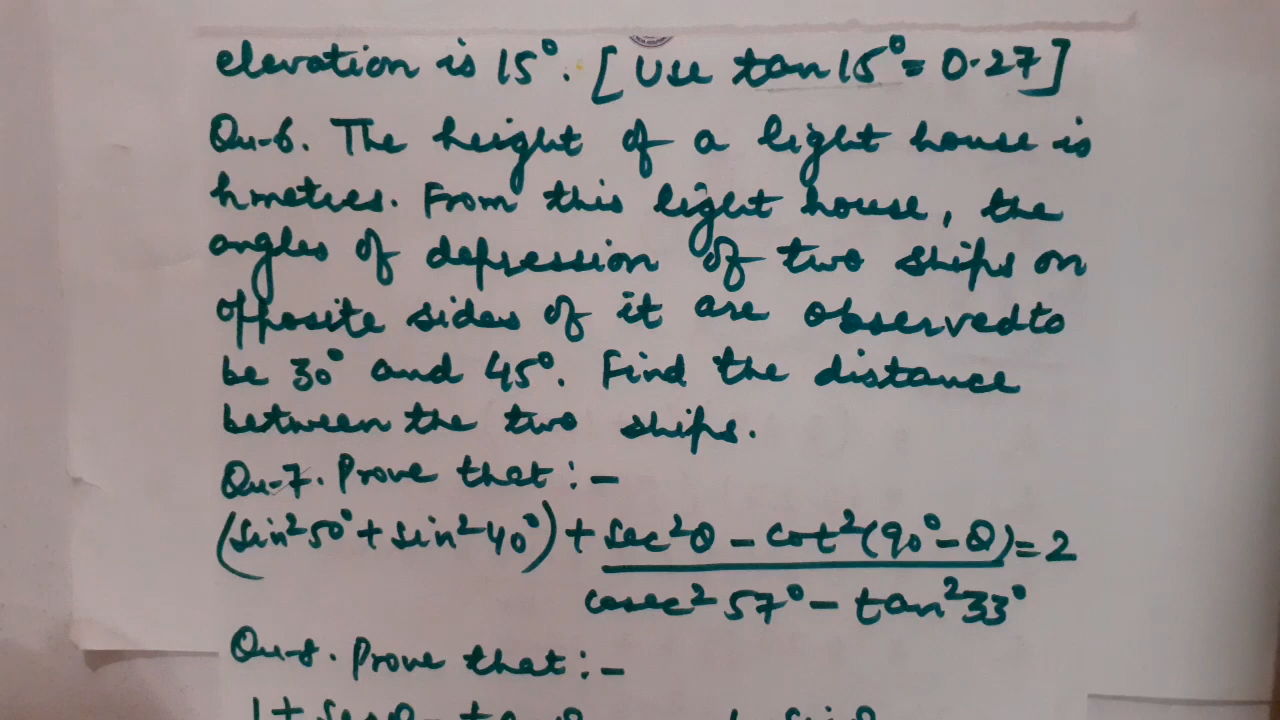 elevation is 15°. [Use tan 15° = 0.27]
Qu-6. The height of a light house is
h metres. From this light house, the
angles of depression of two ships on
opposite sides of it are observed to
be 30° and 45°. Find the distance
between the two ships.
Qu-7. Prove that :-
(sin²50° + sin²40°) + sec²θ - cot²(90° - θ) = 2
cosec²57° - tan²33°
Qu-8. Prove that :-